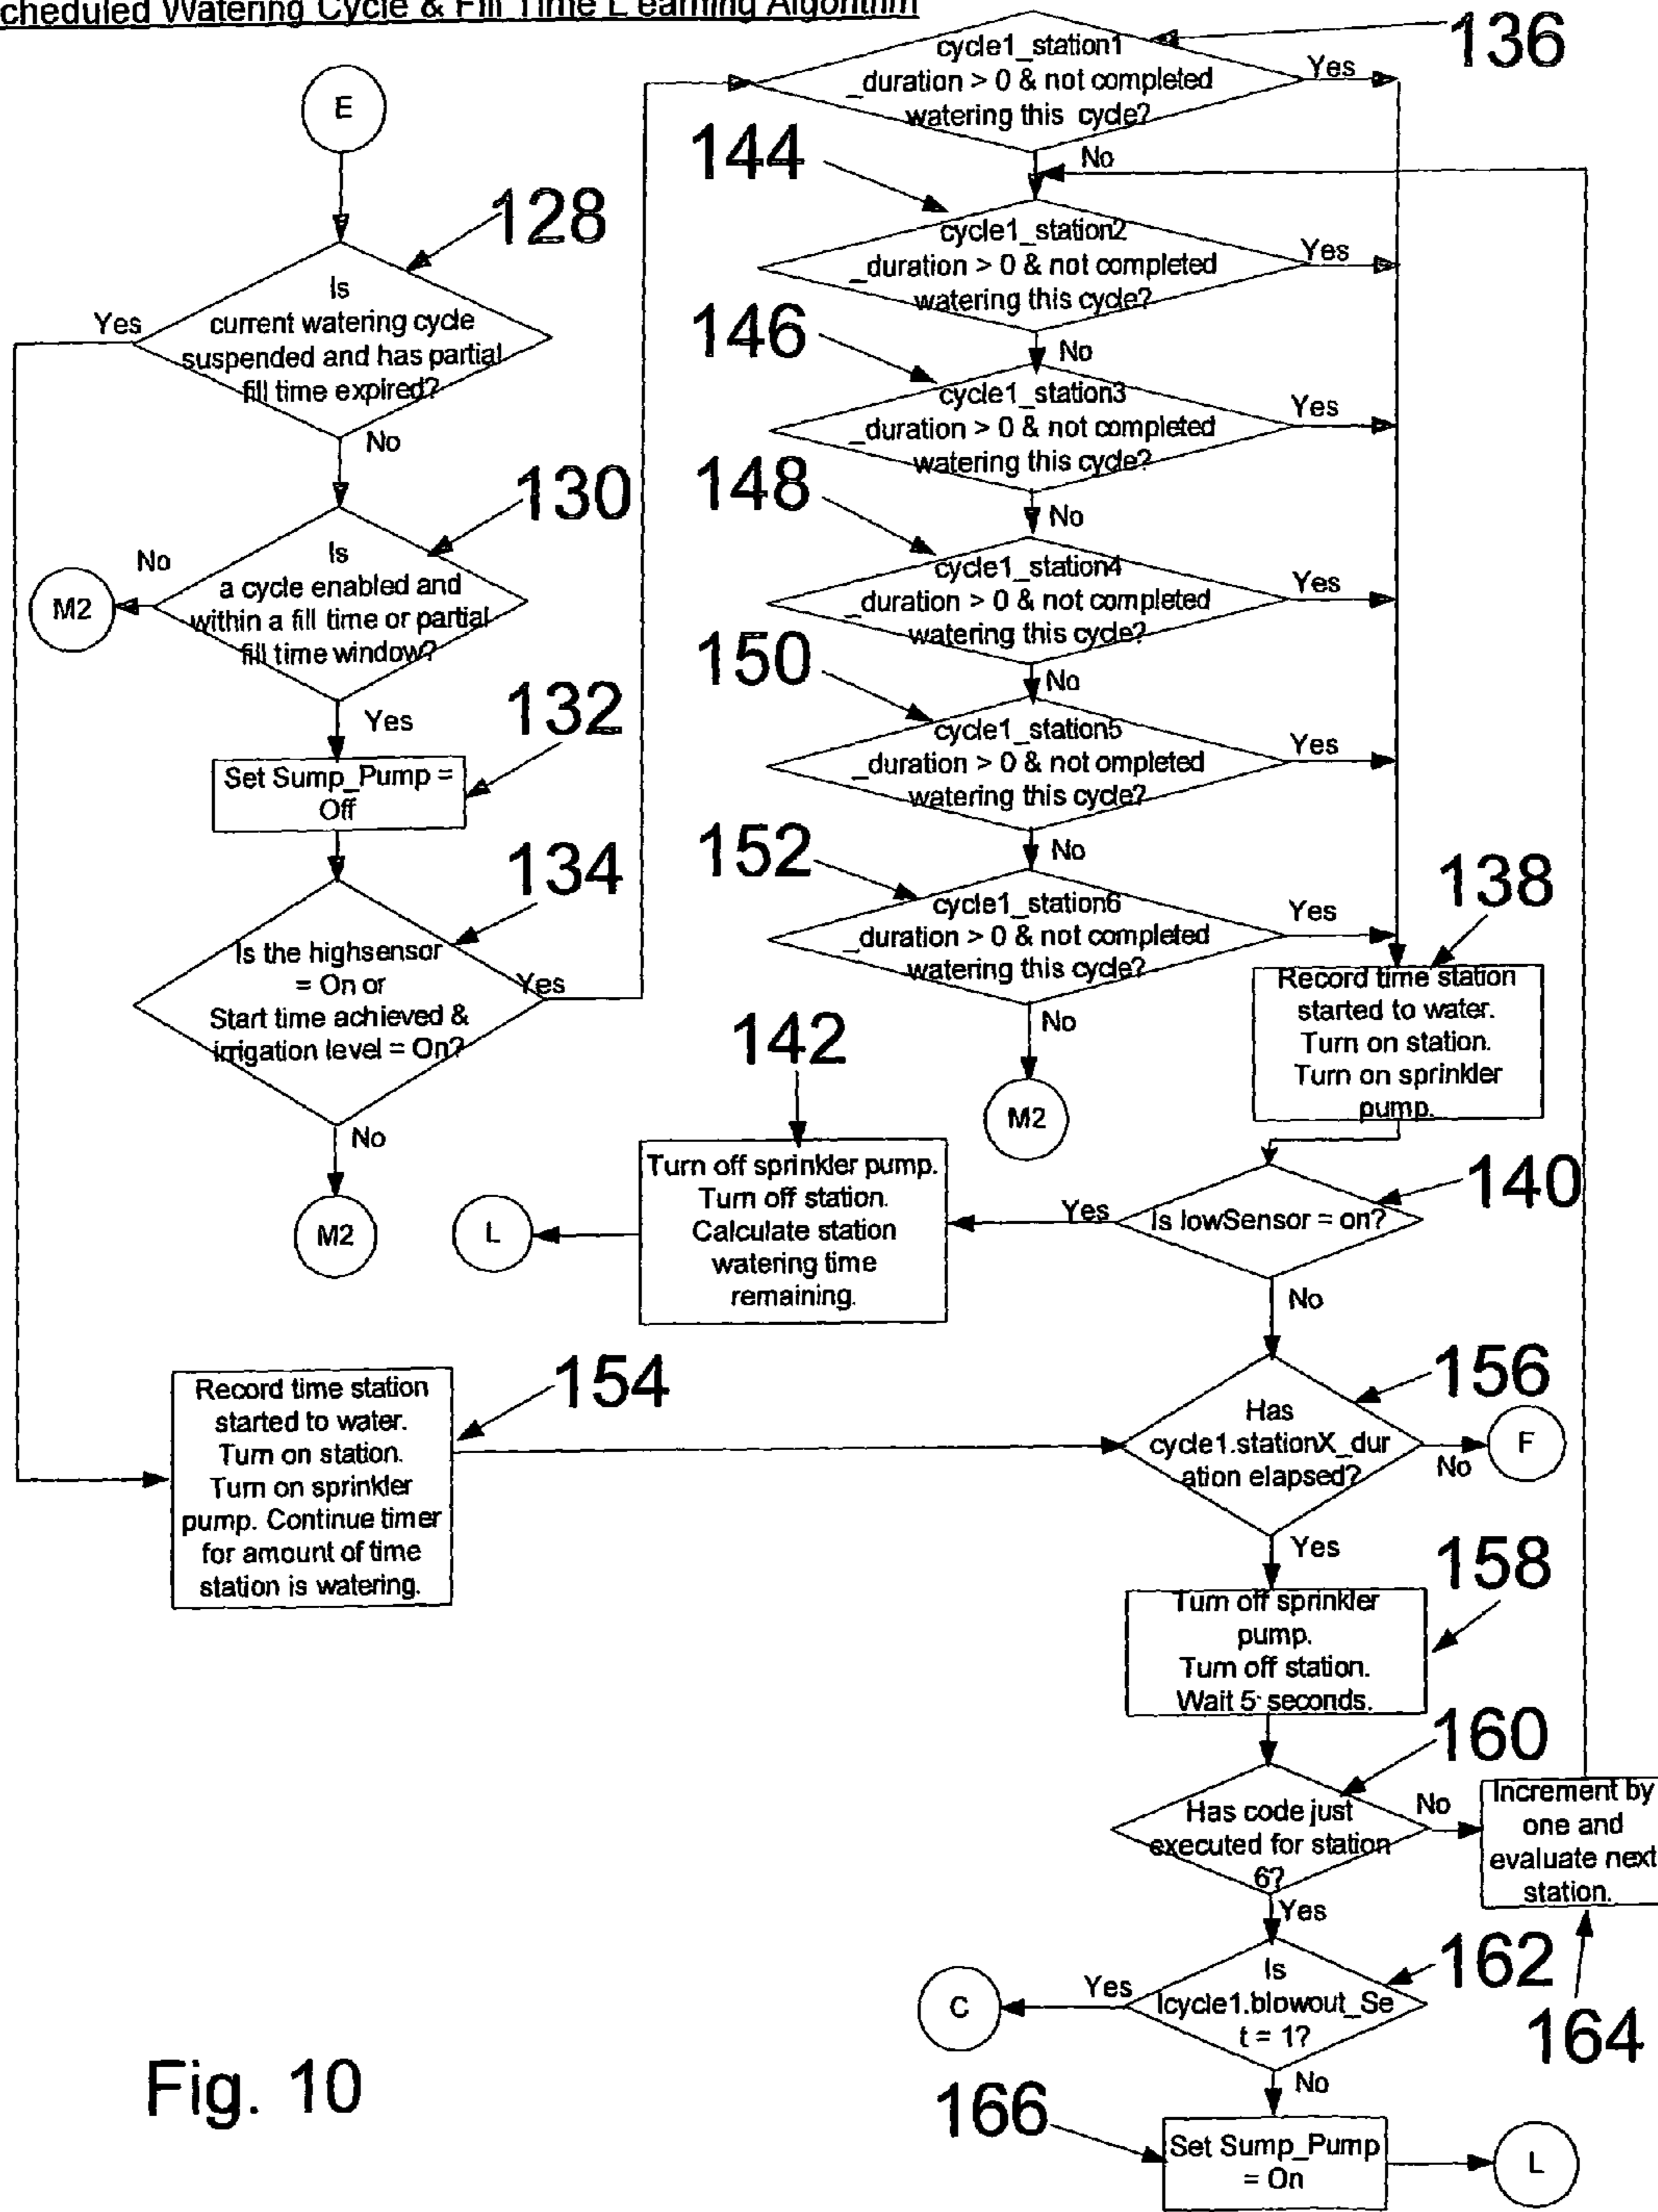 cheduled Watering Cycle & Fill Time L earning Algorithm
E
128
Is
current watering cycle
suspended and has partial
fill time expired?
Yes
No
130
Is
a cycle enabled and
within a fill time or partial
fill time window?
No
M2
Yes
132
Set Sump_Pump =
Off
134
Is the highsensor
= On or
Start time achieved &
irrigation level = On?
Yes
No
M2
136
cycle1_station1
_duration > 0 & not completed
watering this cycle?
Yes
No
144
cycle1_station2
_duration > 0 & not completed
watering this cycle?
Yes
No
146
cycle1_station3
_duration > 0 & not completed
watering this cycle?
Yes
No
148
cycle1_station4
_duration > 0 & not completed
watering this cycle?
Yes
No
150
cycle1_station5
_duration > 0 & not ompleted
watering this cycle?
Yes
No
152
cycle1_station6
_duration > 0 & not completed
watering this cycle?
Yes
No
M2
138
Record time station
started to water.
Turn on station.
Turn on sprinkler
pump.
140
Is lowSensor = on?
Yes
No
142
Turn off sprinkler pump.
Turn off station.
Calculate station
watering time
remaining.
L
154
Record time station
started to water.
Turn on station.
Turn on sprinkler
pump. Continue timer
for amount of time
station is watering.
156
Has
cycle1.stationX_dur
ation elapsed?
No
F
Yes
158
Turn off sprinkler
pump.
Turn off station.
Wait 5 seconds.
160
Has code just
executed for station
6?
No
Increment by
one and
evaluate next
station.
164
Yes
162
Is
Icycle1.blowout_Se
t = 1?
Yes
C
No
166
Set Sump_Pump
= On
L
Fig. 10